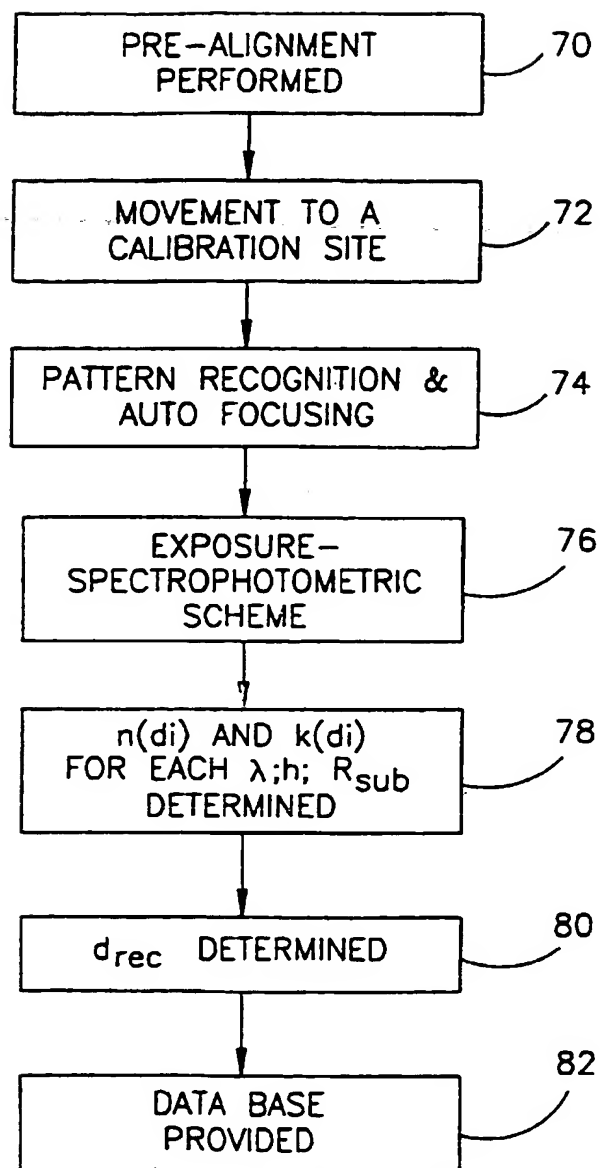 PRE-ALIGNMENT
PERFORMED
70
MOVEMENT TO A
CALIBRATION SITE
72
PATTERN RECOGNITION &
AUTO FOCUSING
74
EXPOSURE-
SPECTROPHOTOMETRIC
SCHEME
76
n(di) AND k(di)
FOR EACH λ;h; Rsub
DETERMINED
78
drec DETERMINED
80
DATA BASE
PROVIDED
82